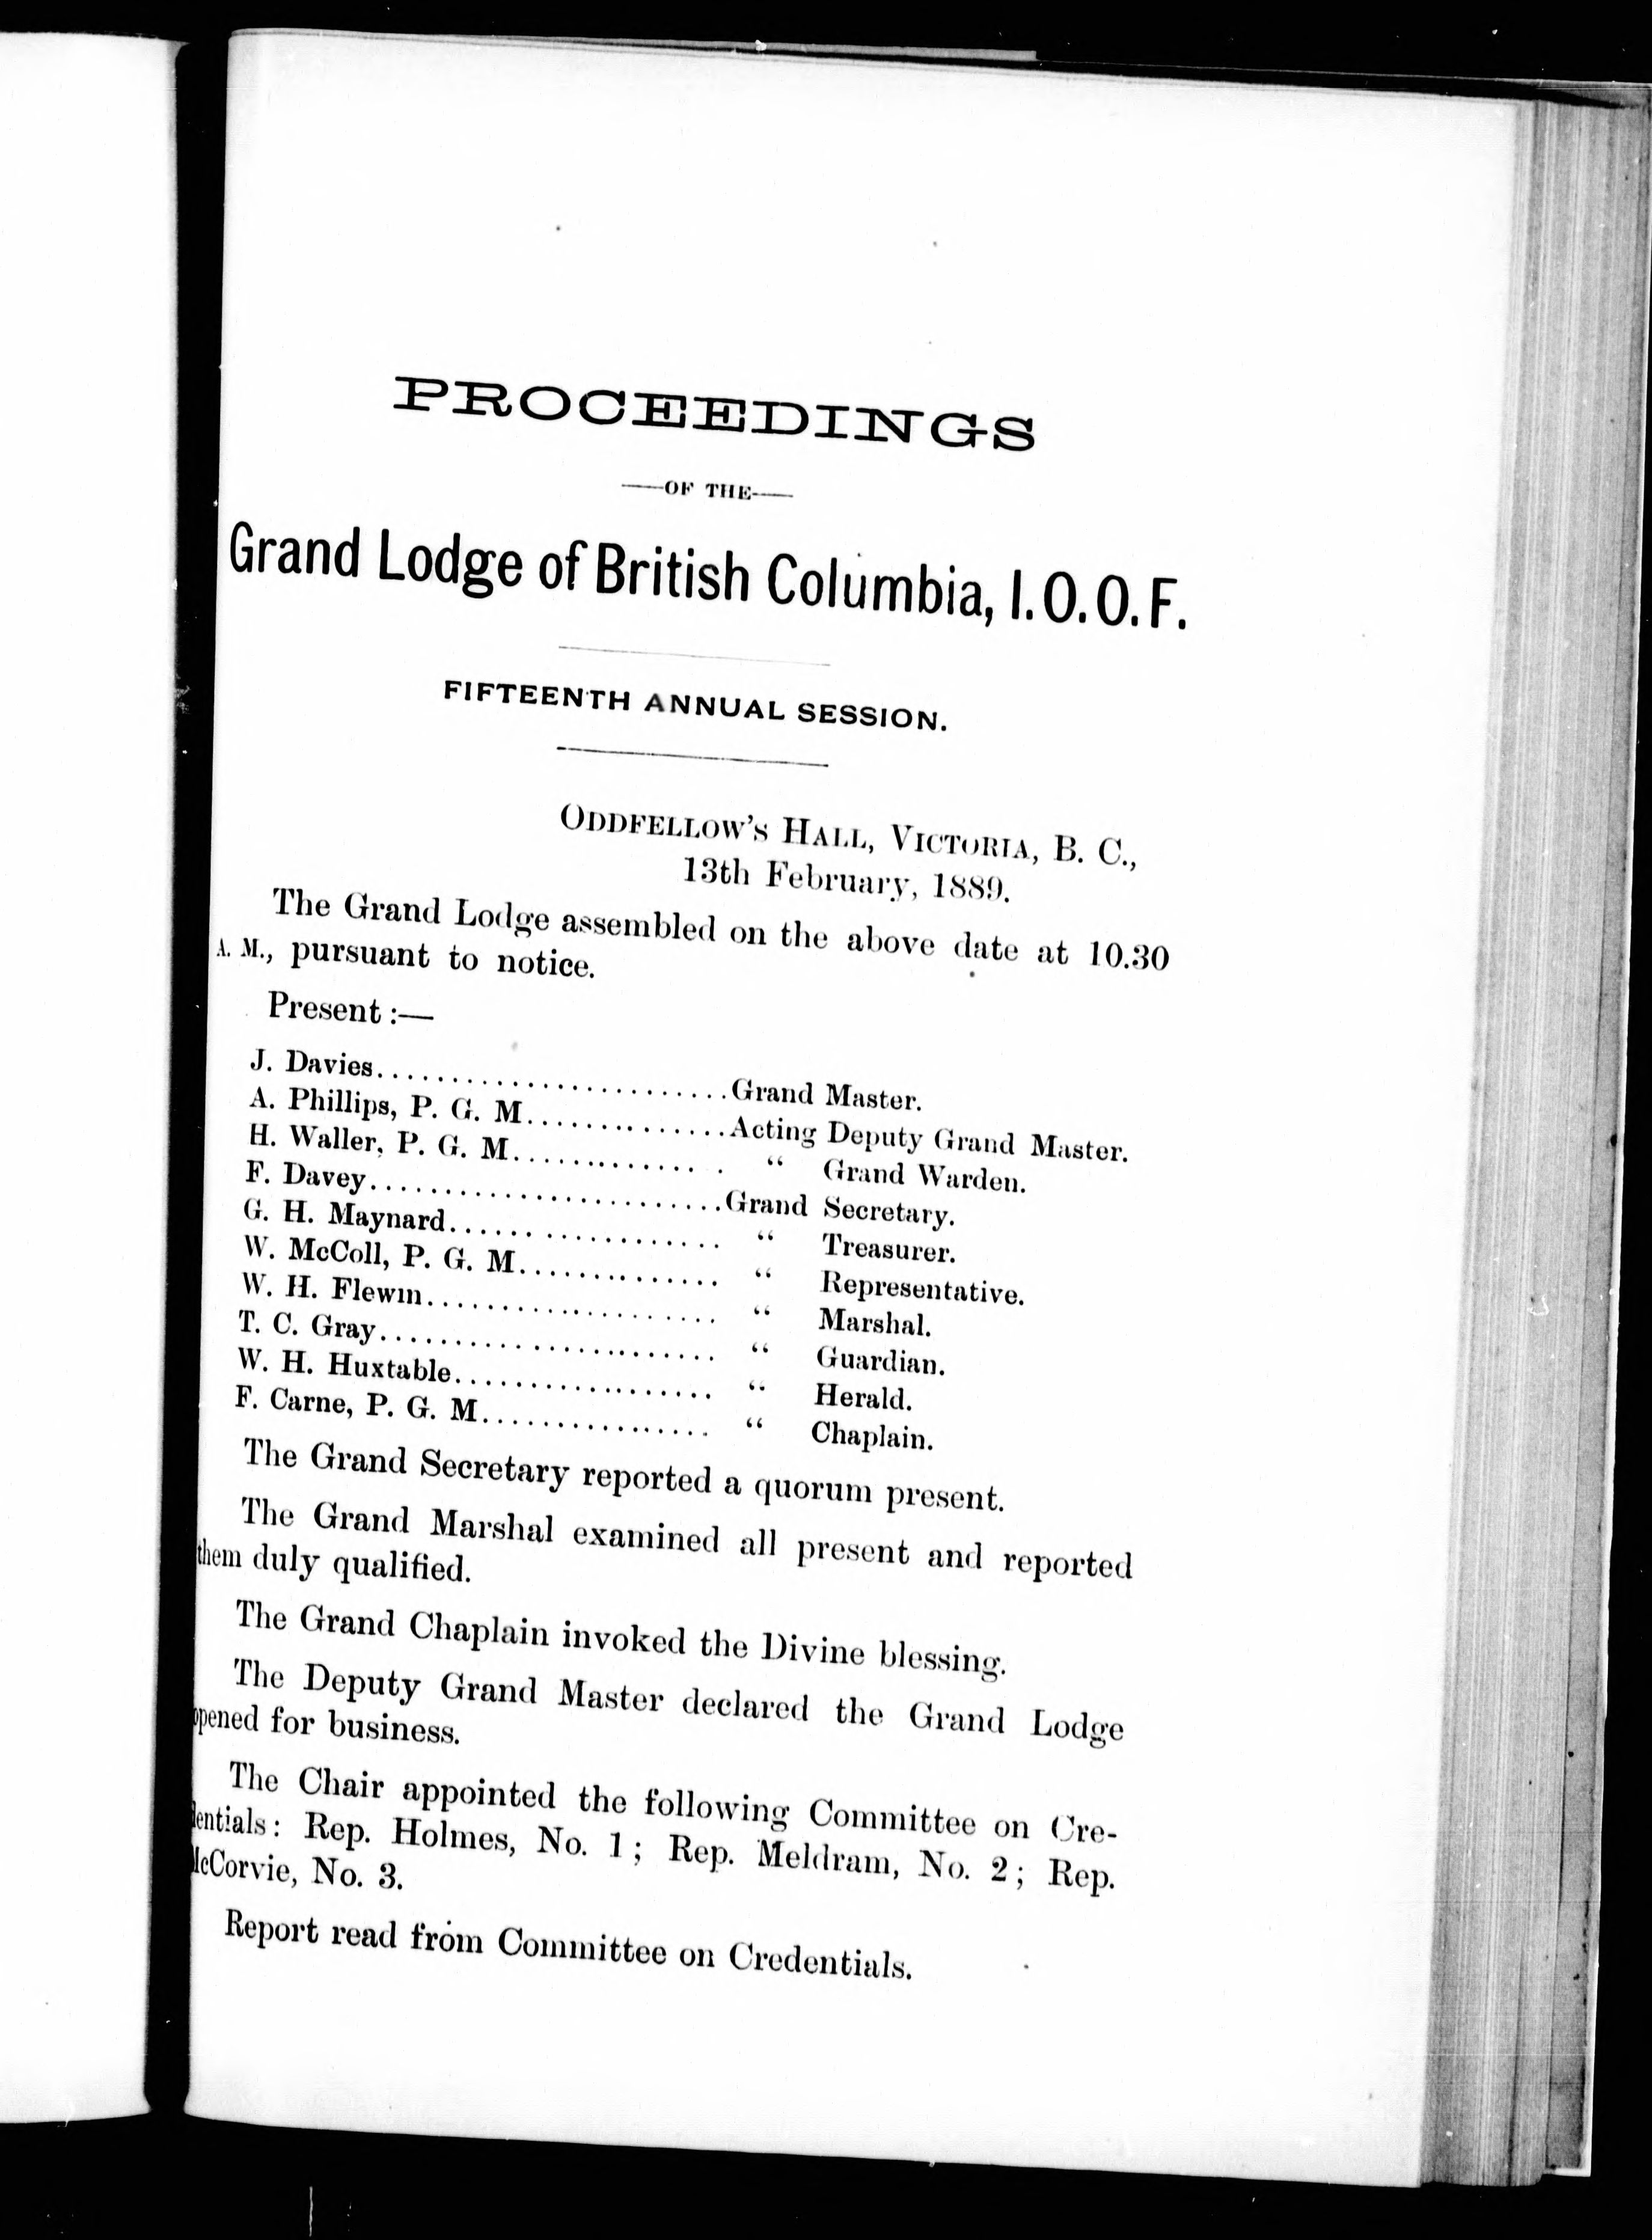 PROCEEDINGS
—OF THE—
Grand Lodge of British Columbia, I. O. O. F.
FIFTEENTH ANNUAL SESSION.
ODDFELLOW'S HALL, VICTORIA, B. C.,
13th February, 1889.
The Grand Lodge assembled on the above date at 10.30
A. M., pursuant to notice.
Present :—
J. Davies........................Grand Master.
A. Phillips, P. G. M..............Acting Deputy Grand Master.
H. Waller, P. G. M.............. “ Grand Warden.
F. Davey........................Grand Secretary.
G. H. Maynard................... “ Treasurer.
W. McColl, P. G. M.............. “ Representative.
W. H. Flewin.................... “ Marshal.
T. C. Gray....................... “ Guardian.
W. H. Huxtable.................. “ Herald.
F. Carne, P. G. M................ “ Chaplain.
The Grand Secretary reported a quorum present.
The Grand Marshal examined all present and reported
them duly qualified.
The Grand Chaplain invoked the Divine blessing.
The Deputy Grand Master declared the Grand Lodge
opened for business.
The Chair appointed the following Committee on Cre-
dentials: Rep. Holmes, No. 1; Rep. Meldram, No. 2; Rep.
McCorvie, No. 3.
Report read from Committee on Credentials.